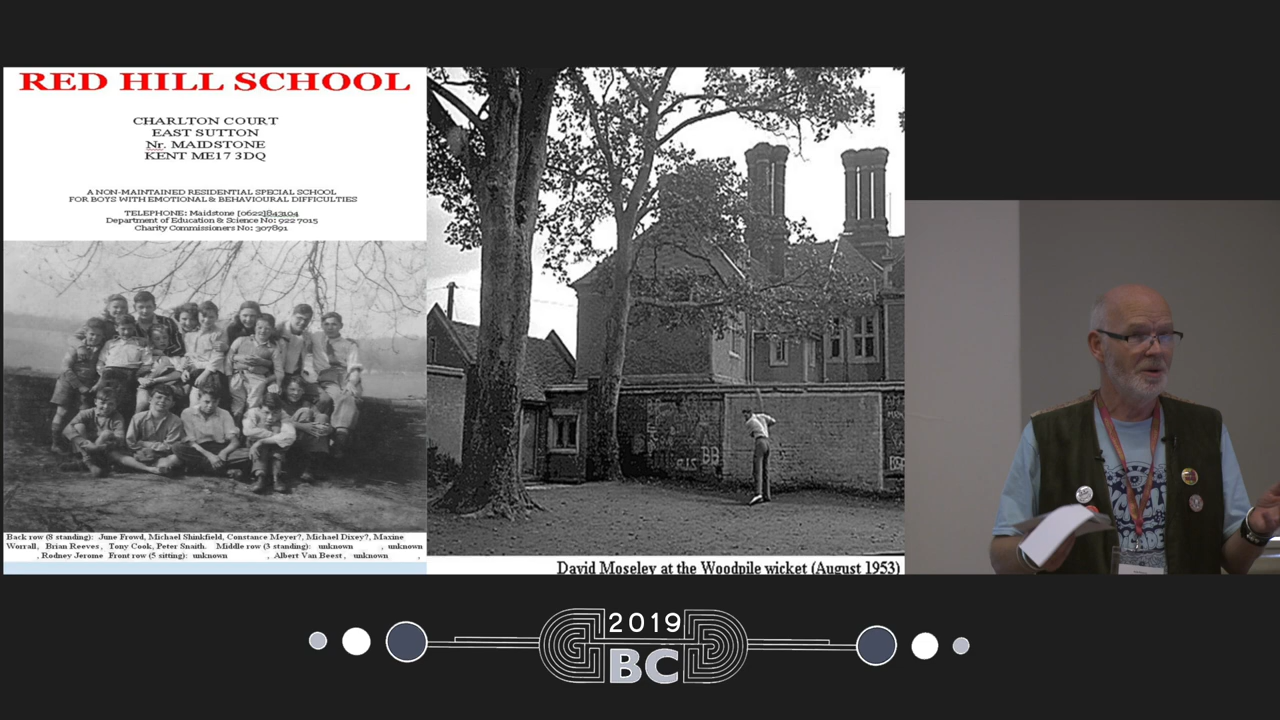 RED HILL SCHOOL
CHARLTON COURT
EAST SUTTON
Nr. MAIDSTONE
KENT ME17 3DQ
A NON-MAINTAINED RESIDENTIAL SPECIAL SCHOOL
FOR BOYS WITH EMOTIONAL & BEHAVIOURAL DIFFICULTIES
TELEPHONE: Maidstone [0622]843104
Department of Education & Science No: 922 7015
Charity Commissioners No: 307891
Back row (8 standing): June Frowd, Michael Shinkfield, Constance Meyer?, Michael Dixey?, Maxine
Worrall, Brian Reeves, Tony Cook, Peter Snaith. Middle row (3 standing): unknown , unknown
, Rodney Jerome Front row (5 sitting): unknown , Albert Van Beest, unknown ,
BB
David Moseley at the Woodpile wicket (August 1953)
2019
BC